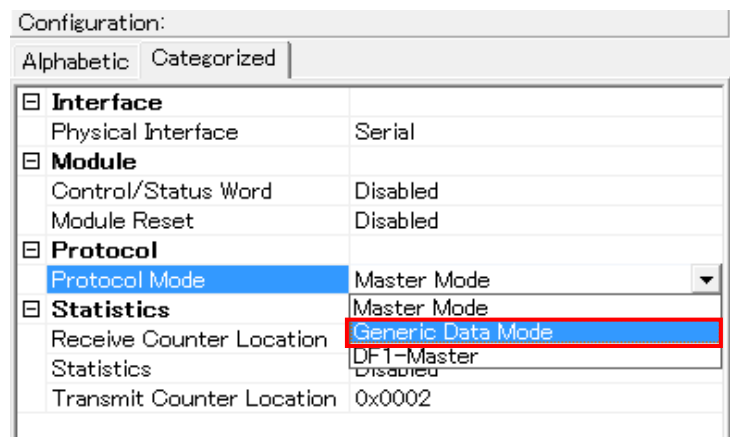 Configuration:
Alphabetic Categorized
Interface
Physical Interface Serial
Module
Control/Status Word Disabled
Module Reset Disabled
Protocol
Protocol Mode Master Mode
Statistics Master Mode
Receive Counter Location Generic Data Mode
DF1-Master
Statistics Disabled
Transmit Counter Location 0x0002